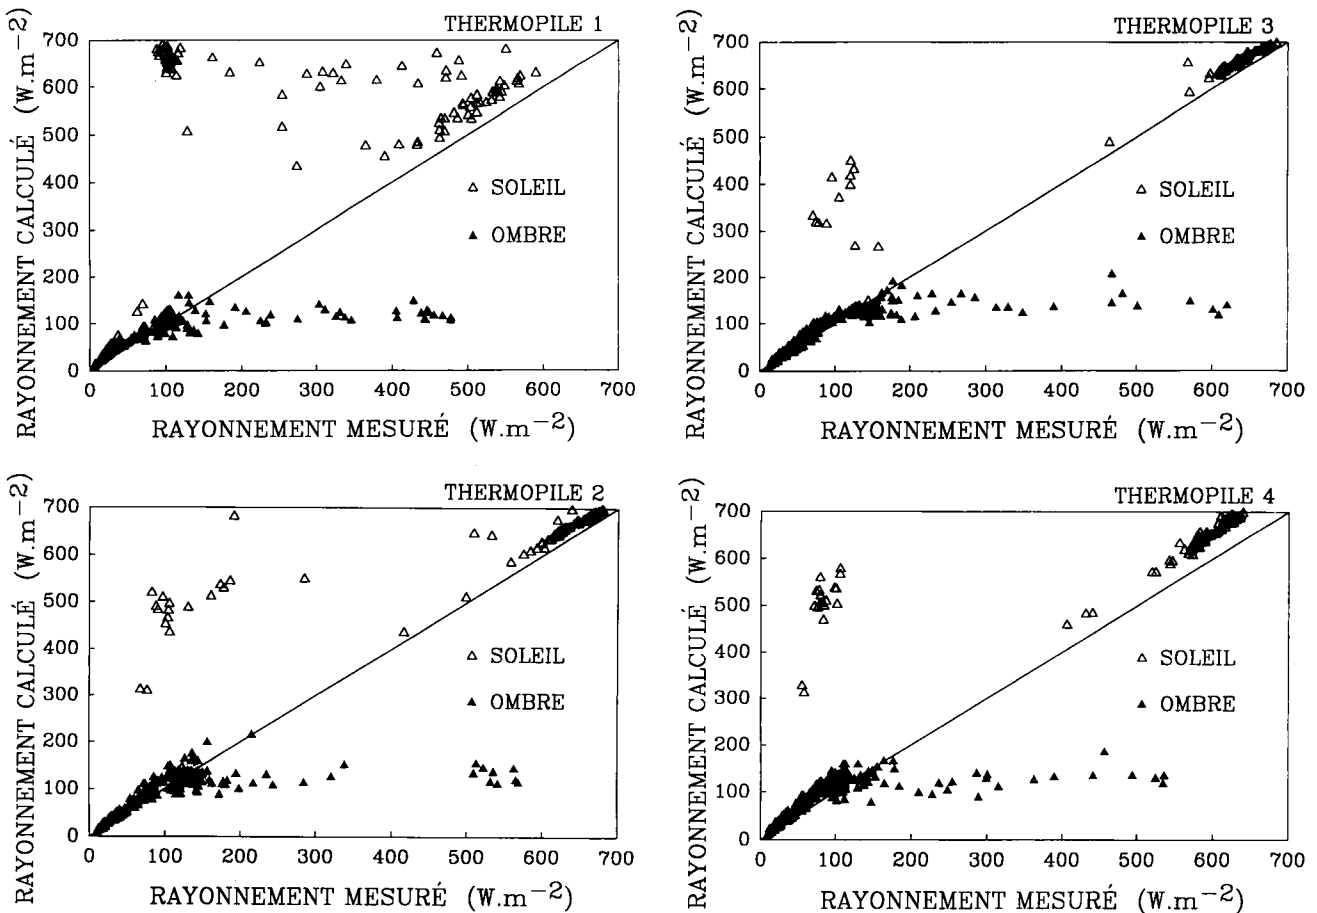 THERMOPILE 1
RAYONNEMENT CALCULÉ (W.m−2)
700
600
500
400
300
200
100
0
SOLEIL
OMBRE
0 100 200 300 400 500 600 700
RAYONNEMENT MESURÉ (W.m−2)
THERMOPILE 3
RAYONNEMENT CALCULÉ (W.m−2)
700
600
500
400
300
200
100
0
SOLEIL
OMBRE
0 100 200 300 400 500 600 700
RAYONNEMENT MESURÉ (W.m−2)
THERMOPILE 2
RAYONNEMENT CALCULÉ (W.m−2)
700
600
500
400
300
200
100
0
SOLEIL
OMBRE
0 100 200 300 400 500 600 700
RAYONNEMENT MESURÉ (W.m−2)
THERMOPILE 4
RAYONNEMENT CALCULÉ (W.m−2)
700
600
500
400
300
200
100
0
SOLEIL
OMBRE
0 100 200 300 400 500 600 700
RAYONNEMENT MESURÉ (W.m−2)